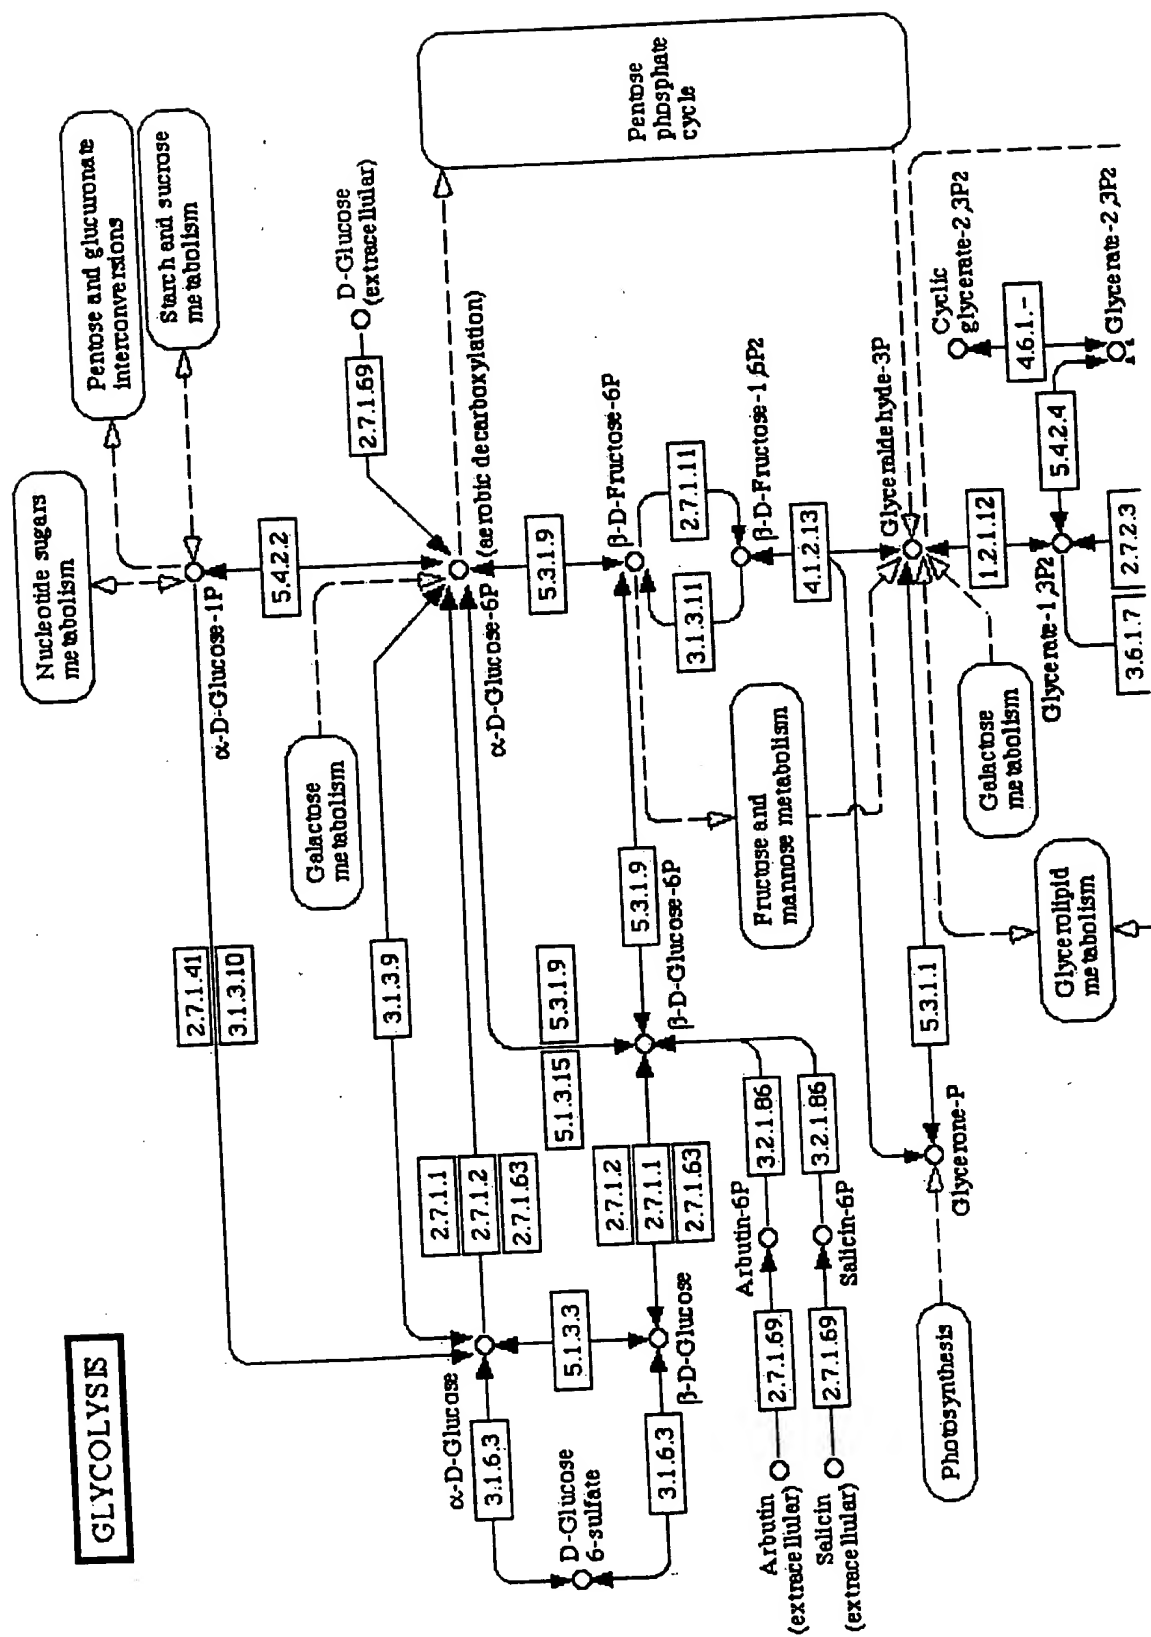 GLYCOLYSIS
Nucleotide sugars
metabolism
Pentose and glucuronate
interconversions
Starch and sucrose
metabolism
α-D-Glucose-1P
2.7.1.41
3.1.3.10
5.4.2.2
D-Glucose
(extracellular)
2.7.1.69
Galactose
metabolism
3.1.3.9
α-D-Glucose
2.7.1.1
2.7.1.2
2.7.1.63
α-D-Glucose-6P
(aerobic decarboxylation)
3.1.6.3
D-Glucose
6-sulfate
5.1.3.3
5.1.3.15
5.3.1.9
5.3.1.9
Pentose
phosphate
cycle
β-D-Fructose-6P
2.7.1.2
2.7.1.1
2.7.1.63
5.3.1.9
3.1.6.3
β-D-Glucose
β-D-Glucose-6P
3.1.3.11
2.7.1.11
β-D-Fructose-1,6P2
Arbutin
(extracellular)
2.7.1.69
Arbutin-6P
3.2.1.86
Fructose and
mannose metabolism
4.1.2.13
Salicin
(extracellular)
2.7.1.69
Salicin-6P
3.2.1.86
Glyceraldehyde-3P
Photosynthesis
Glycerone-P
5.3.1.1
Galactose
metabolism
1.2.1.12
Cyclic
glycerate-2,3P2
4.6.1.-
Glycerolipid
metabolism
Glycerate-1,3P2
5.4.2.4
Glycerate-2,3P2
3.6.1.7
2.7.2.3